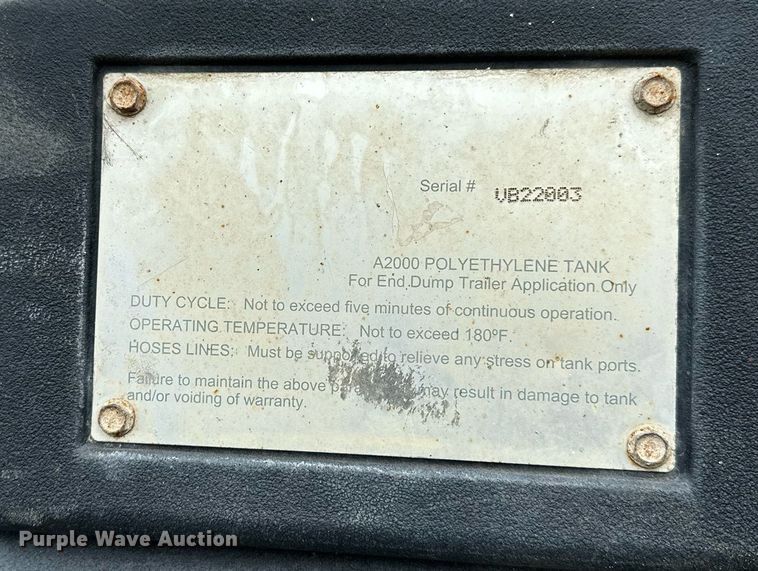 Serial # VB22003
A2000 POLYETHYLENE TANK
For End Dump Trailer Application Only
DUTY CYCLE: Not to exceed five minutes of continuous operation.
OPERATING TEMPERATURE: Not to exceed 180ºF.
HOSES LINES: Must be supported to relieve any stress on tank ports.
Failure to maintain the above may result in damage to tank
and/or voiding of warranty.
Purple Wave Auction